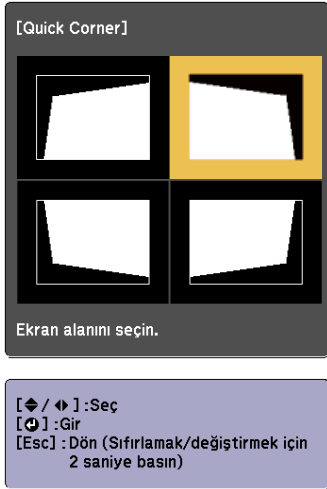 [Quick Corner]
Ekran alanını seçin.
[◆/◆] :Seç
[⏎] :Gir
[Esc] :Dön (Sıfırlamak/değiştirmek için
2 saniye basın)